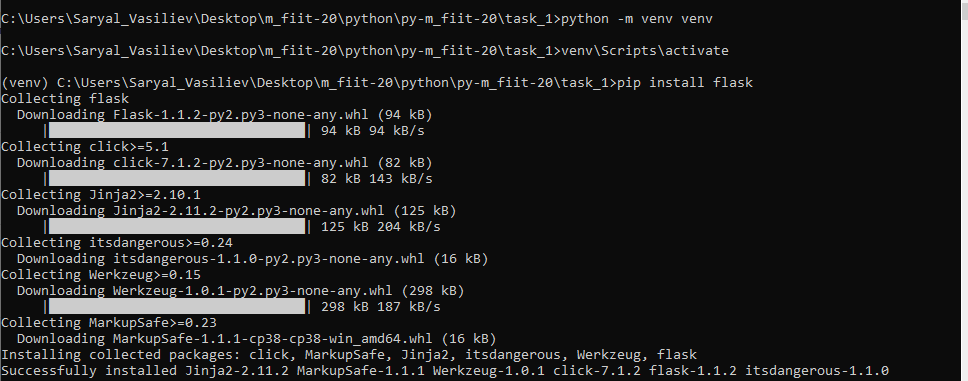 C:\Users\Saryal_Vasiliev\Desktop\m_fiit-20\python\py-m_fiit-20\task_1>python -m venv venv
C:\Users\Saryal_Vasiliev\Desktop\m_fiit-20\python\py-m_fiit-20\task_1>venv\Scripts\activate
(venv) C:\Users\Saryal_Vasiliev\Desktop\m_fiit-20\python\py-m_fiit-20\task_1>pip install flask
Collecting flask
Downloading Flask-1.1.2-py2.py3-none-any.whl (94 kB)
|████████████████████████████████| 94 kB 94 kB/s
Collecting click>=5.1
Downloading click-7.1.2-py2.py3-none-any.whl (82 kB)
|████████████████████████████████| 82 kB 143 kB/s
Collecting Jinja2>=2.10.1
Downloading Jinja2-2.11.2-py2.py3-none-any.whl (125 kB)
|████████████████████████████████| 125 kB 204 kB/s
Collecting itsdangerous>=0.24
Downloading itsdangerous-1.1.0-py2.py3-none-any.whl (16 kB)
Collecting Werkzeug>=0.15
Downloading Werkzeug-1.0.1-py2.py3-none-any.whl (298 kB)
|████████████████████████████████| 298 kB 187 kB/s
Collecting MarkupSafe>=0.23
Downloading MarkupSafe-1.1.1-cp38-cp38-win_amd64.whl (16 kB)
Installing collected packages: click, MarkupSafe, Jinja2, itsdangerous, Werkzeug, flask
Successfully installed Jinja2-2.11.2 MarkupSafe-1.1.1 Werkzeug-1.0.1 click-7.1.2 flask-1.1.2 itsdangerous-1.1.0